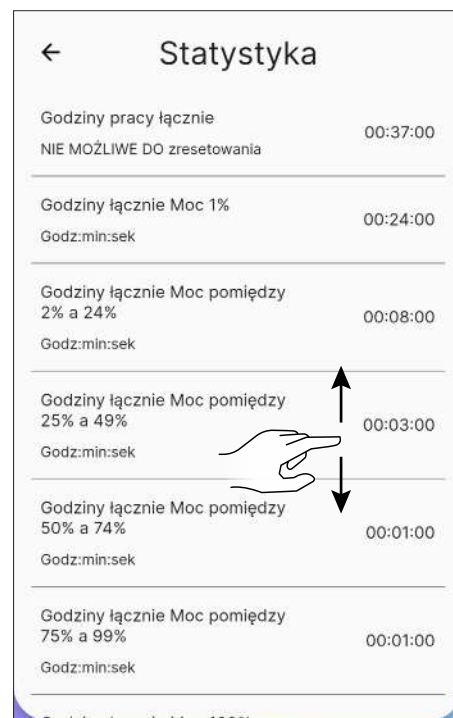 Statystyka
Godziny pracy łącznie
00:37:00
NIE MOŻLIWE DO zresetowania
Godziny łącznie Moc 1%
00:24:00
Godz:min:sek
Godziny łącznie Moc pomiędzy
2% a 24%
00:08:00
Godz:min:sek
Godziny łącznie Moc pomiędzy
25% a 49%
00:03:00
Godz:min:sek
Godziny łącznie Moc pomiędzy
50% a 74%
00:01:00
Godz:min:sek
Godziny łącznie Moc pomiędzy
75% a 99%
00:01:00
Godz:min:sek